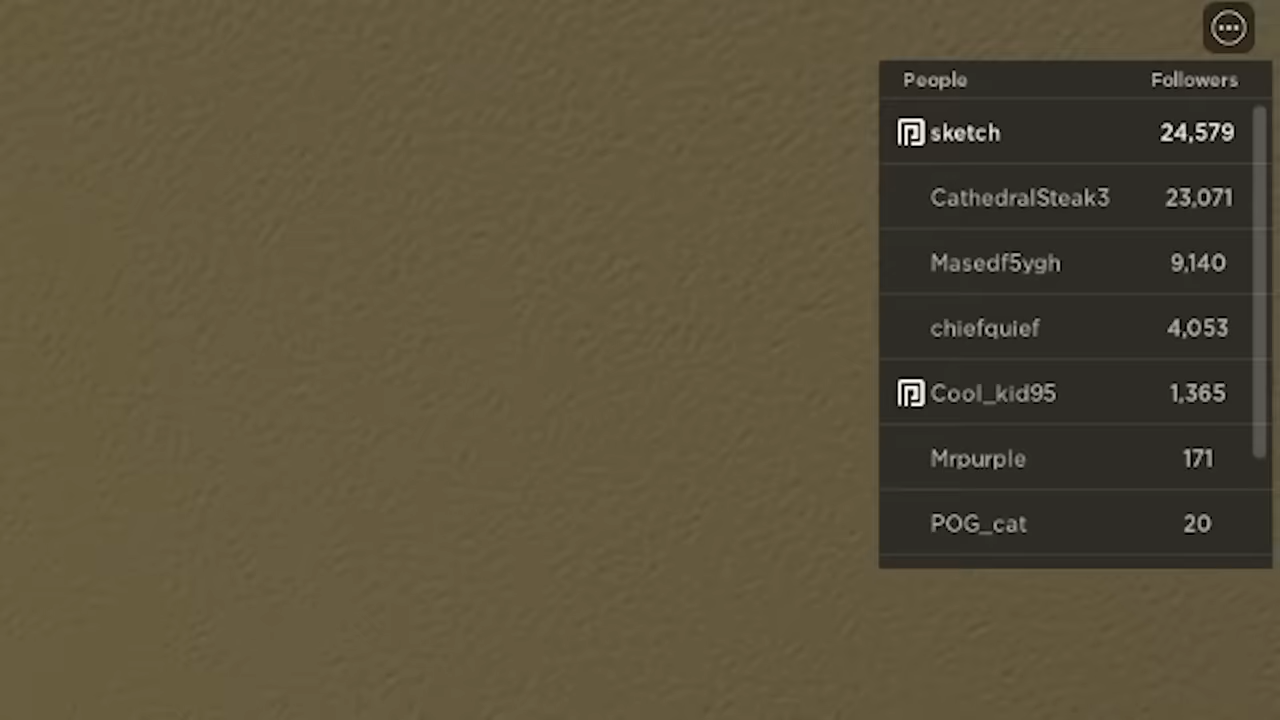 People Followers
sketch 24,579
CathedralSteak3 23,071
Masedf5ygh 9,140
chiefquief 4,053
Cool_kid95 1,365
Mrpurple 171
POG_cat 20